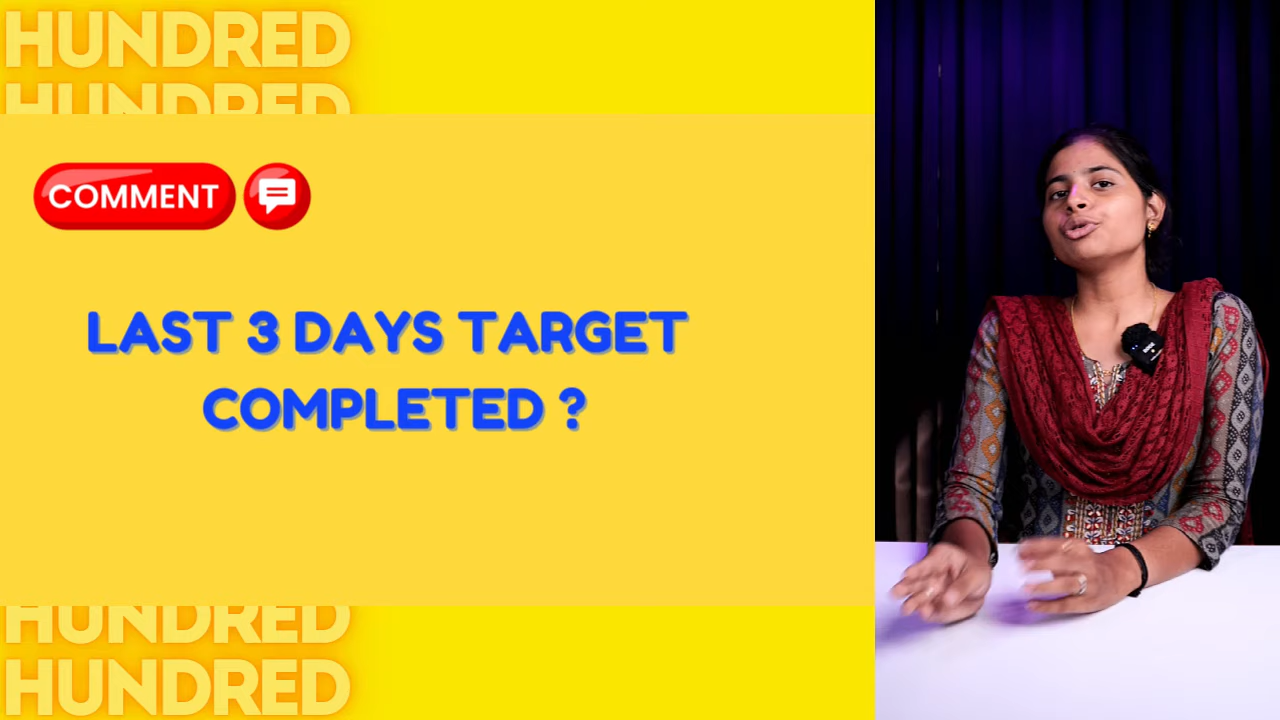 HUNDRED
HUNDRED
COMMENT
LAST 3 DAYS TARGET
COMPLETED ?
HUNDRED
HUNDRED